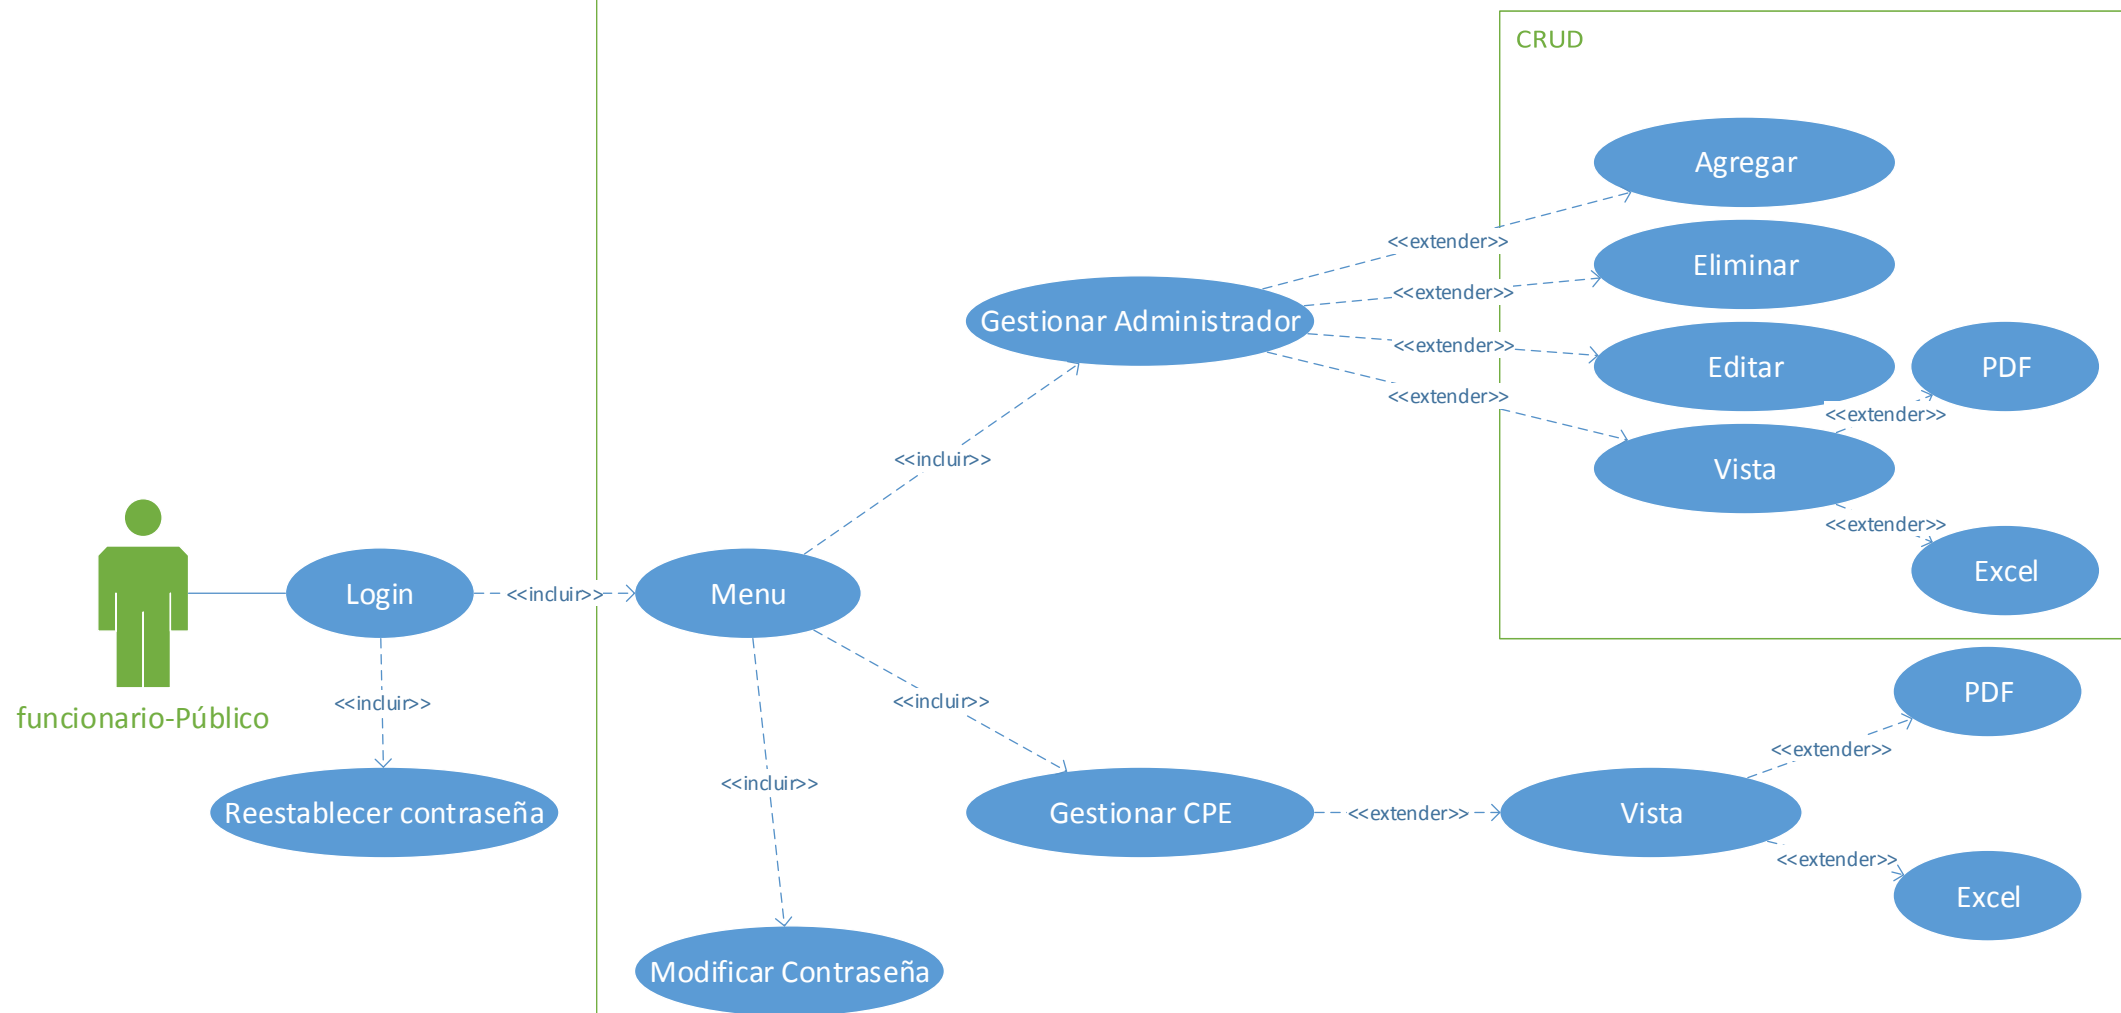 CRUD
Agregar
<<extender>>
Eliminar
<<extender>>
Gestionar Administrador
<<extender>>
Editar
PDF
<<extender>>
<<extender>>
<<incluir>>
Vista
<<extender>>
Excel
Login
<<incluir>>
Menu
funcionario-Público
<<incluir>>
<<incluir>>
PDF
<<extender>>
<<incluir>>
Reestablecer contraseña
Gestionar CPE
<<extender>>
Vista
<<extender>>
Excel
Modificar Contraseña